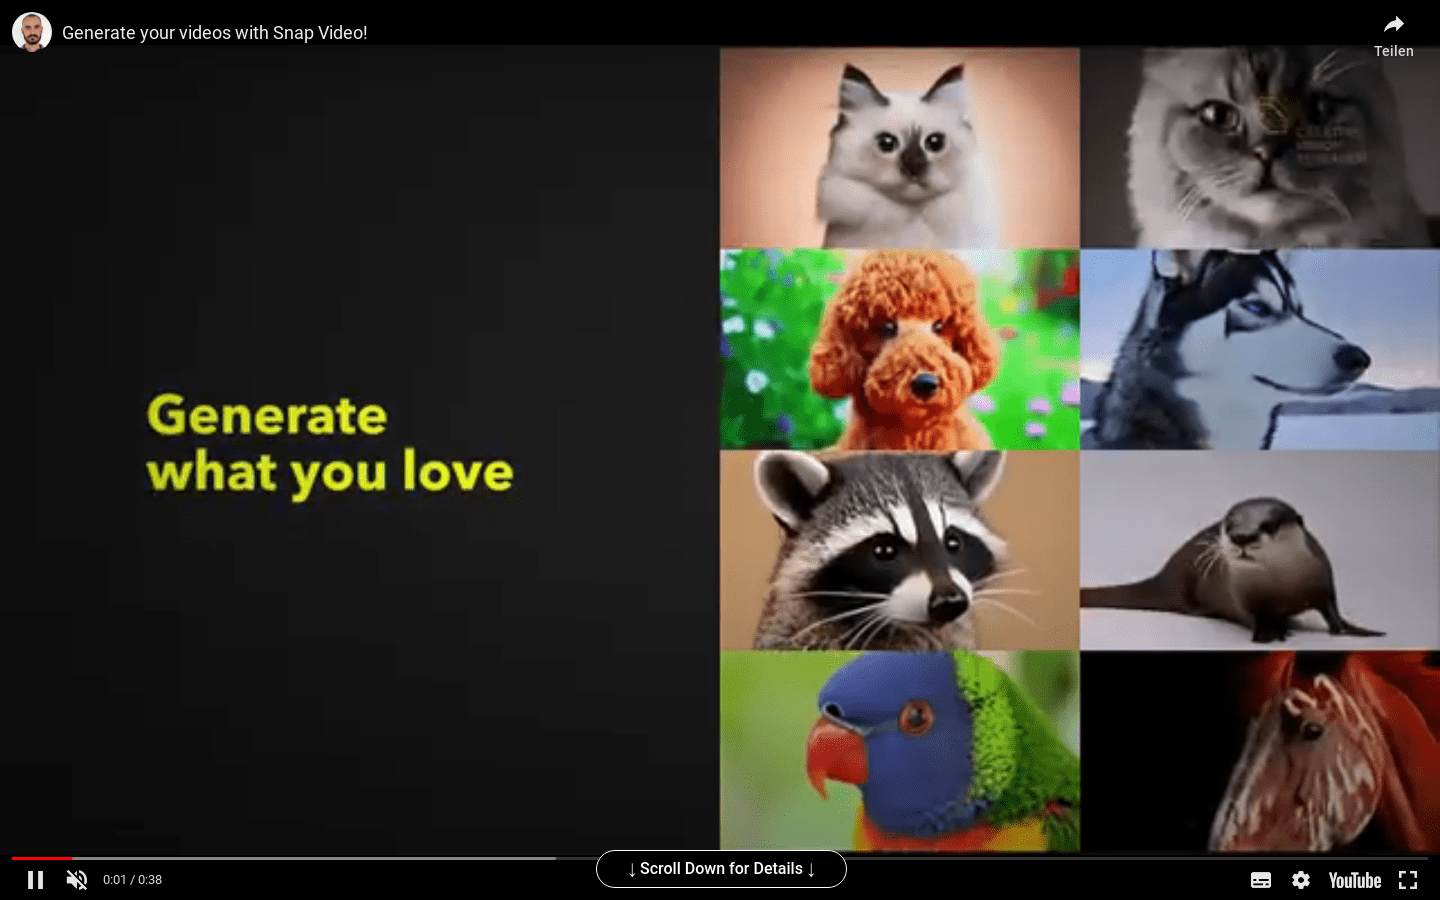 Generate your videos with Snap Video!
Teilen
Generate
what you love
0:01 / 0:38
↓ Scroll Down for Details ↓
YouTube